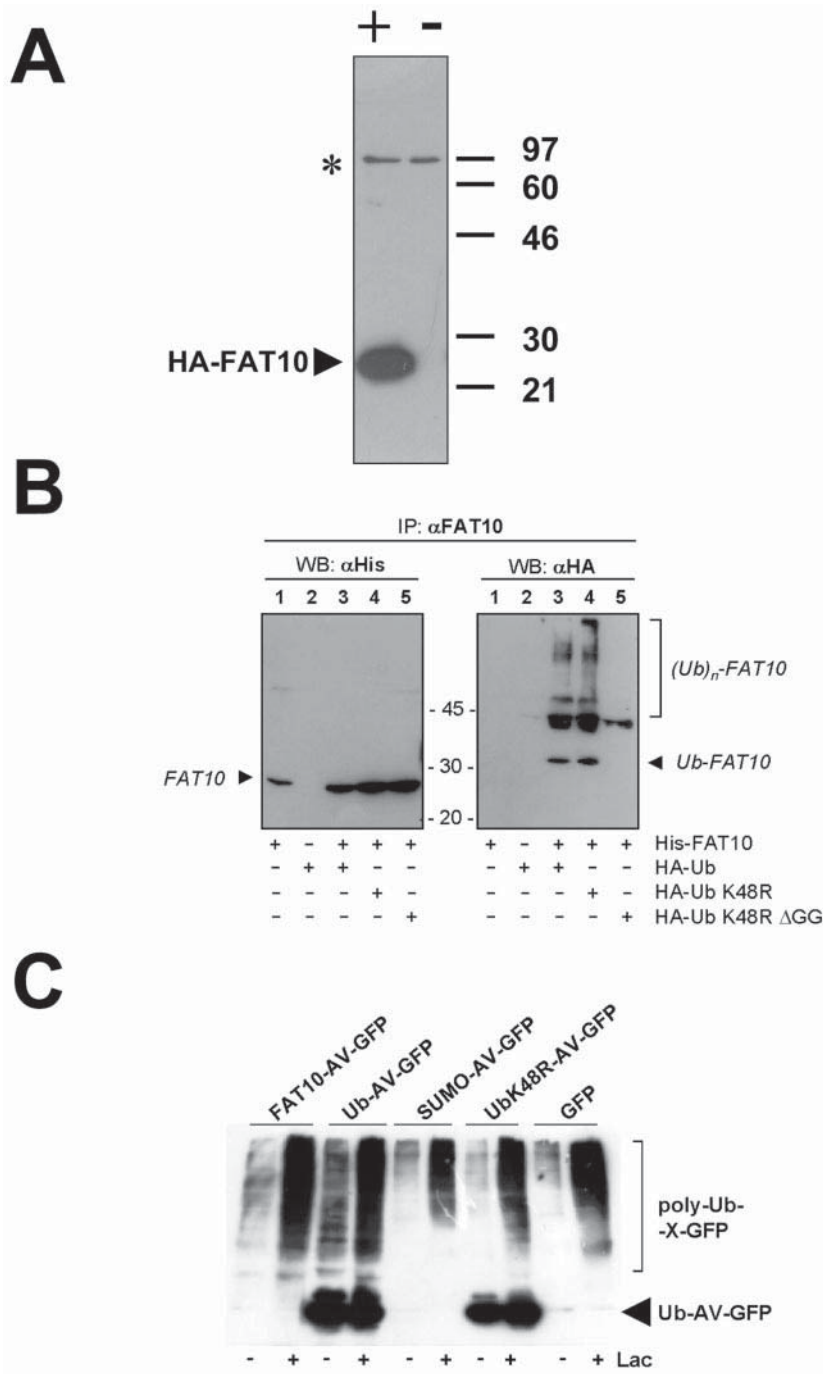 A
+ -
*
97
60
46
HA-FAT10
30
21
B
IP: αFAT10
WB: αHis WB: αHA
1 2 3 4 5 1 2 3 4 5
(Ub)n-FAT10
- 45 -
FAT10 - 30 - Ub-FAT10
- 20 -
+ - + + + + - + + + His-FAT10
- + + - - - + + - - HA-Ub
- - - + - - - - + - HA-Ub K48R
- - - - + - - - - + HA-Ub K48R ΔGG
C
FAT10-AV-GFP
Ub-AV-GFP
SUMO-AV-GFP
UbK48R-AV-GFP
GFP
poly-Ub-
-X-GFP
Ub-AV-GFP
- + - + - + - + - + Lac